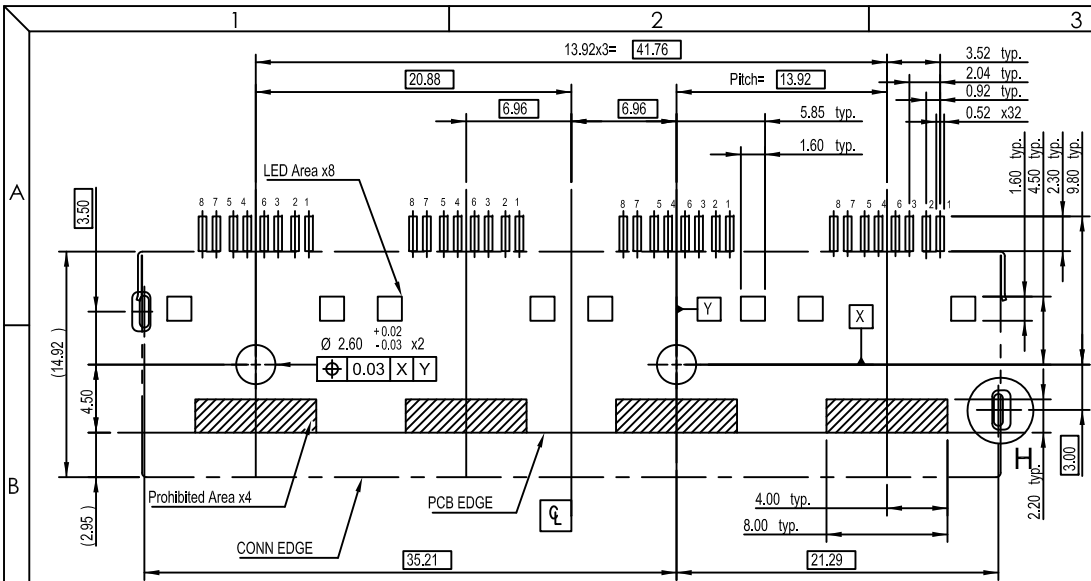 1 2 3
13.92x3= 41.76
3.52 typ.
20.88
Pitch= 13.92
2.04 typ.
0.92 typ.
6.96 6.96
5.85 typ.
0.52 x32
1.60 typ.
LED Area x8
1.60 typ.
4.50 typ.
2.30 typ.
9.80 typ.
A
3.50
8 7 5 4 6 3 2 1
8 7 5 4 6 3 2 1
8 7 5 4 6 3 2 1
8 7 5 4 6 3 2 1
Y
X
+0.02
Ø 2.60 -0.03 x2
⌖ 0.03 X Y
(14.92)
4.50
H
3.00
B
Prohibited Area x4
PCB EDGE
℄
4.00 typ.
2.20 typ.
8.00 typ.
(2.95)
CONN EDGE
35.21
21.29